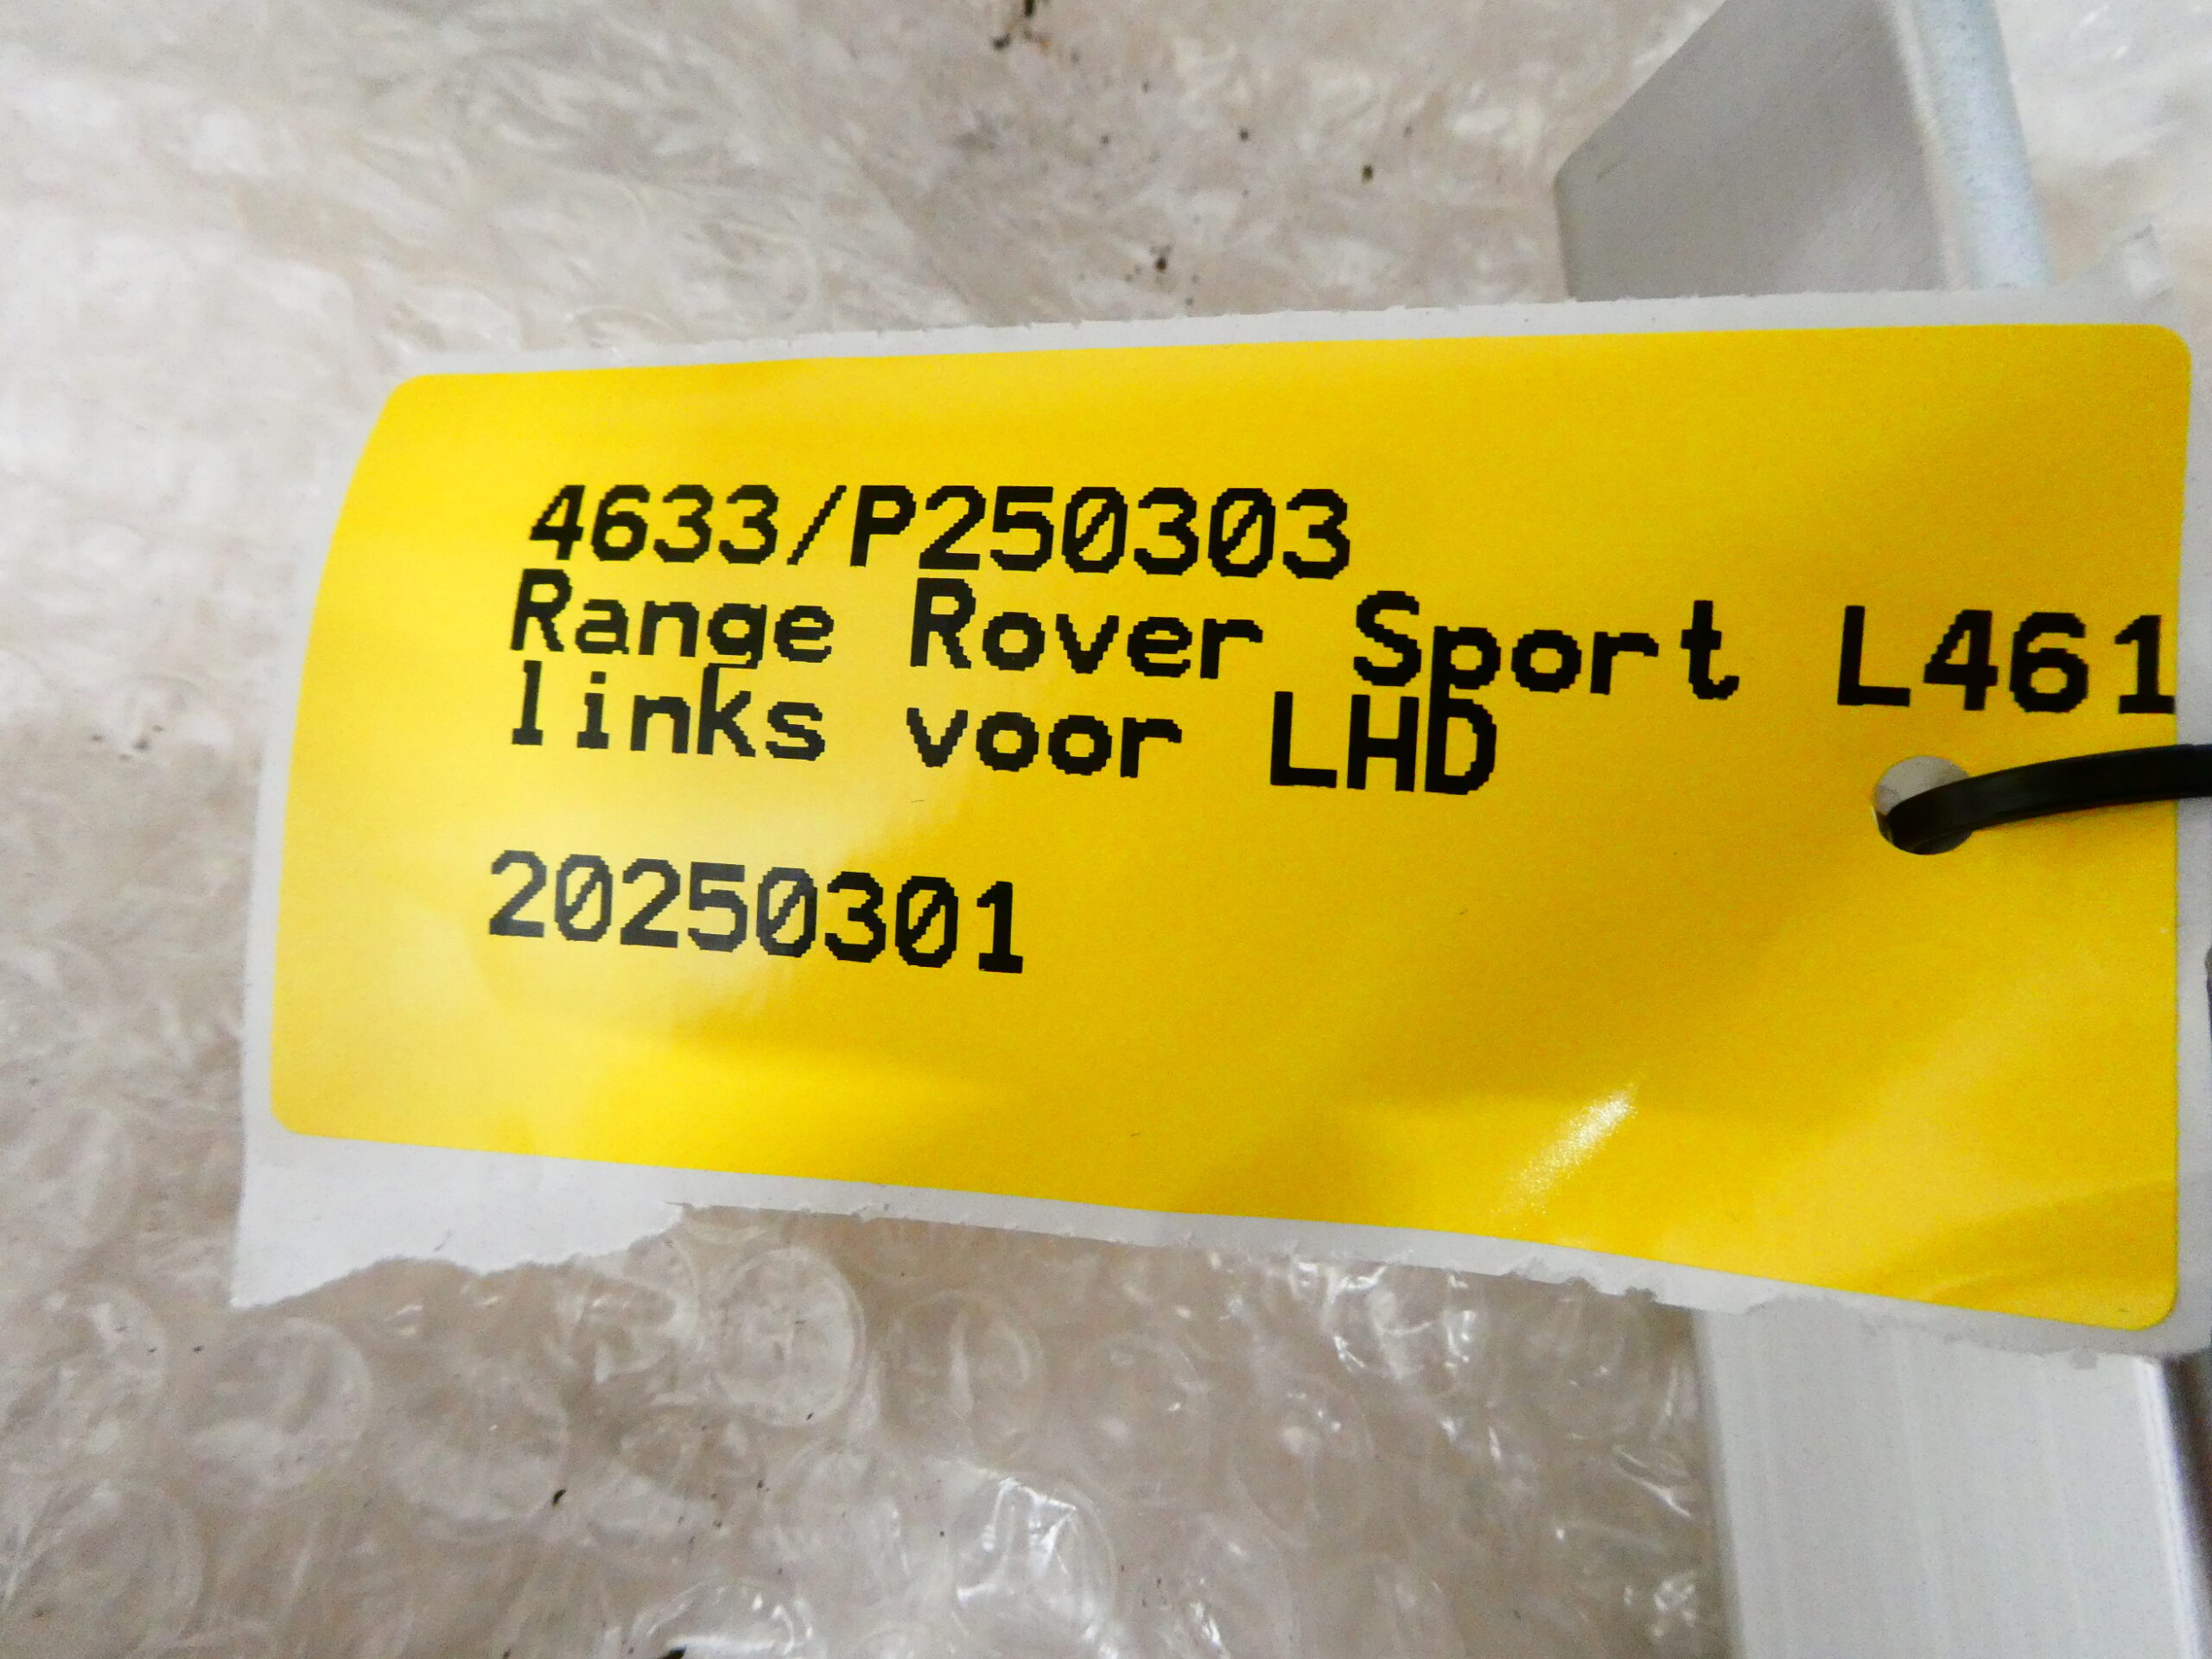 4633/P250303
Range Rover Sport L461
links voor LHD
20250301